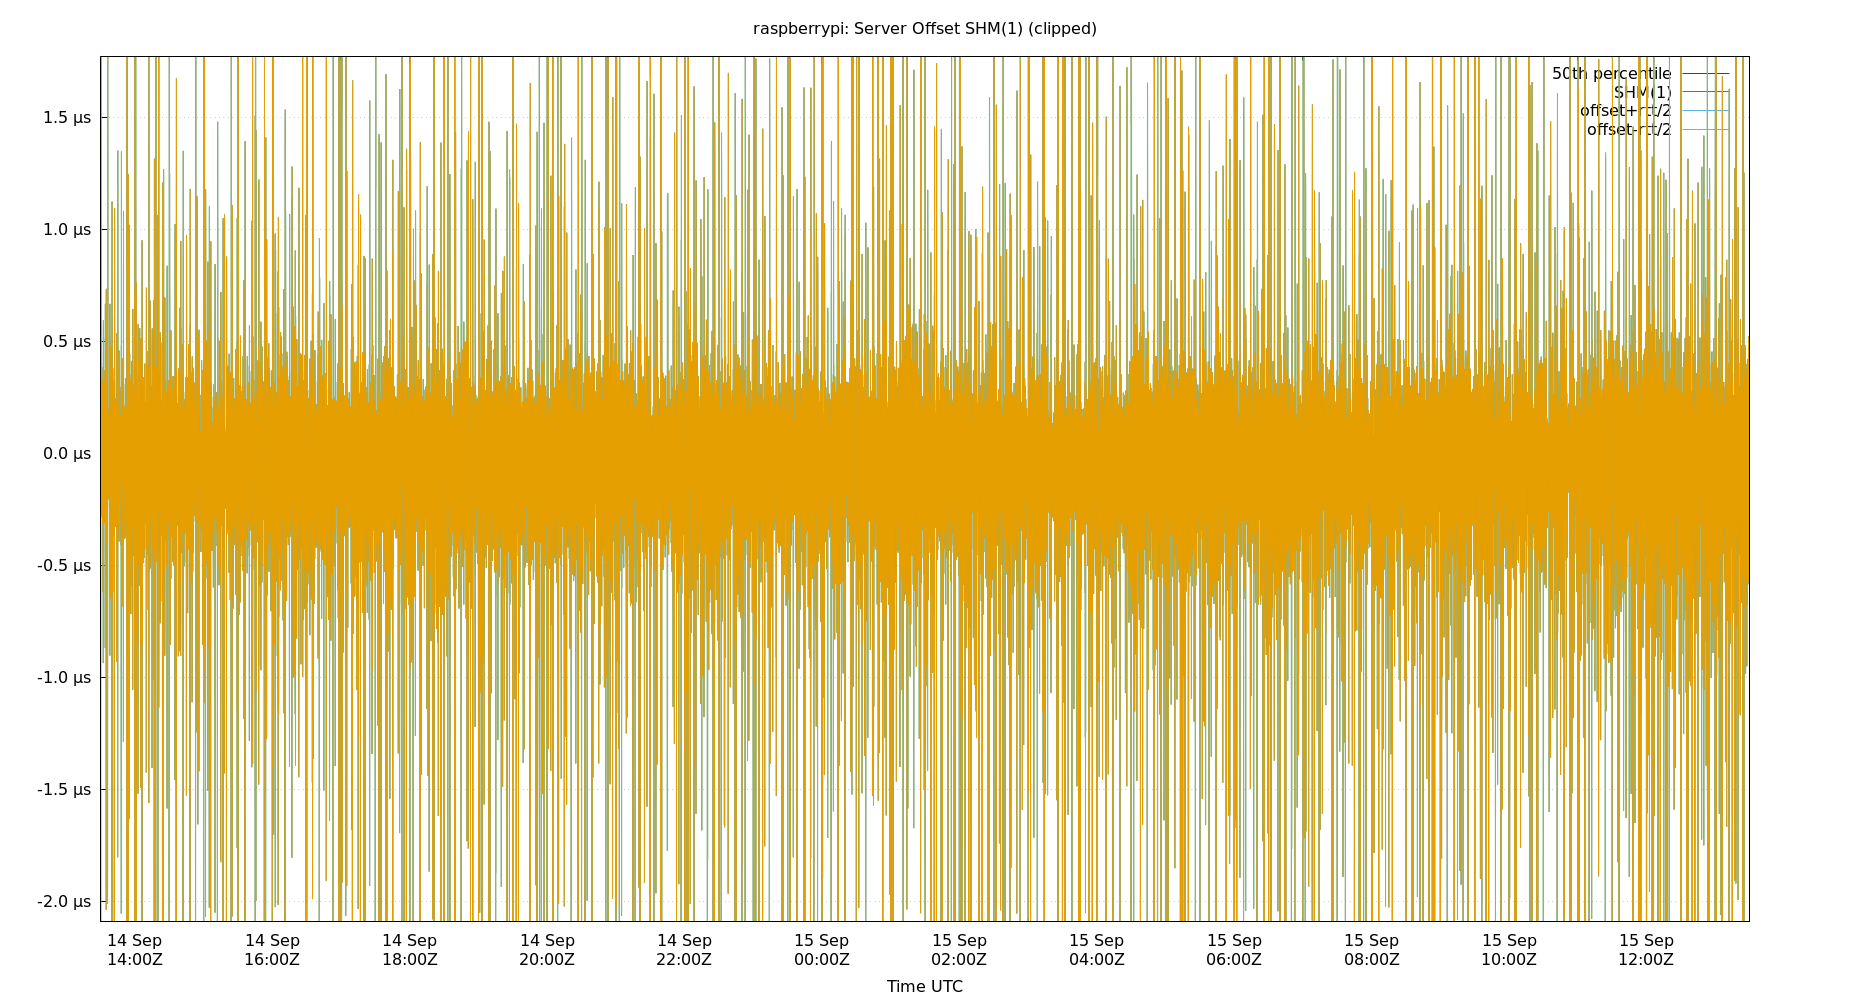 raspberrypi: Server Offset SHM(1) (clipped)
50th percentile
SHM(1)
offset+rtt/2
offset-rtt/2
1.5 µs
1.0 µs
0.5 µs
0.0 µs
-0.5 µs
-1.0 µs
-1.5 µs
-2.0 µs
14 Sep 14 Sep 14 Sep 14 Sep 14 Sep 15 Sep 15 Sep 15 Sep 15 Sep 15 Sep 15 Sep 15 Sep
14:00Z 16:00Z 18:00Z 20:00Z 22:00Z 00:00Z 02:00Z 04:00Z 06:00Z 08:00Z 10:00Z 12:00Z
Time UTC